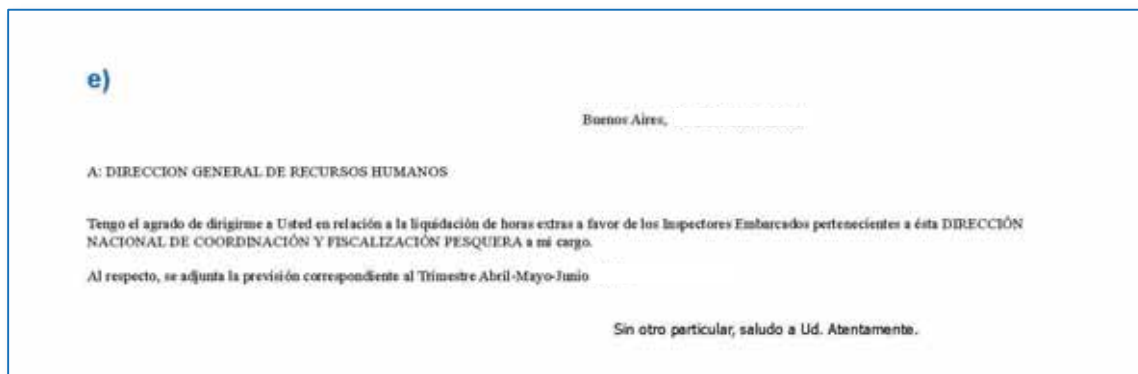 e)
Buenos Aires,
A: DIRECCION GENERAL DE RECURSOS HUMANOS
Tengo el agrado de dirigirme a Usted en relación a la liquidación de horas extras a favor de los Inspectores Embarcados pertenecientes a ésta DIRECCIÓN
NACIONAL DE COORDINACIÓN Y FISCALIZACIÓN PESQUERA a mi cargo.
Al respecto, se adjunta la previsión correspondiente al Trimestre Abril-Mayo-Junio
Sin otro particular, saludo a Ud. Atentamente.